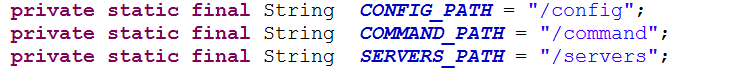 private static final String  CONFIG_PATH = "/config";
private static final String  COMMAND_PATH = "/command";
private static final String  SERVERS_PATH = "/servers";